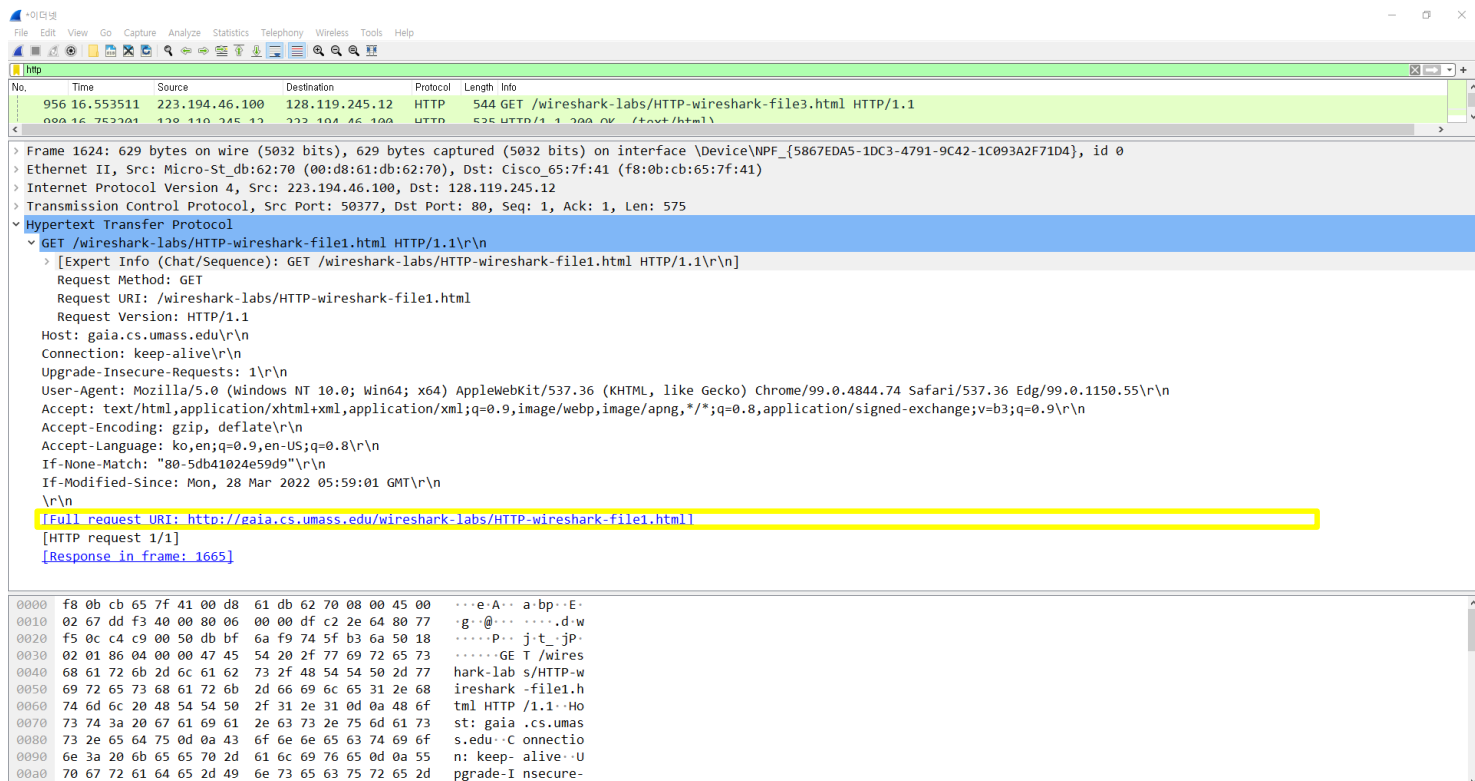 *이더넷
File Edit View Go Capture Analyze Statistics Telephony Wireless Tools Help
http
No. Time Source Destination Protocol Length Info
956 16.553511 223.194.46.100 128.119.245.12 HTTP 544 GET /wireshark-labs/HTTP-wireshark-file3.html HTTP/1.1
980 16.753201 128.119.245.12 223.194.46.100 HTTP 535 HTTP/1.1 200 OK (text/html)
Frame 1624: 629 bytes on wire (5032 bits), 629 bytes captured (5032 bits) on interface \Device\NPF_{5867EDA5-1DC3-4791-9C42-1C093A2F71D4}, id 0
Ethernet II, Src: Micro-St_db:62:70 (00:d8:61:db:62:70), Dst: Cisco_65:7f:41 (f8:0b:cb:65:7f:41)
Internet Protocol Version 4, Src: 223.194.46.100, Dst: 128.119.245.12
Transmission Control Protocol, Src Port: 50377, Dst Port: 80, Seq: 1, Ack: 1, Len: 575
Hypertext Transfer Protocol
GET /wireshark-labs/HTTP-wireshark-file1.html HTTP/1.1\r\n
[Expert Info (Chat/Sequence): GET /wireshark-labs/HTTP-wireshark-file1.html HTTP/1.1\r\n]
Request Method: GET
Request URI: /wireshark-labs/HTTP-wireshark-file1.html
Request Version: HTTP/1.1
Host: gaia.cs.umass.edu\r\n
Connection: keep-alive\r\n
Upgrade-Insecure-Requests: 1\r\n
User-Agent: Mozilla/5.0 (Windows NT 10.0; Win64; x64) AppleWebKit/537.36 (KHTML, like Gecko) Chrome/99.0.4844.74 Safari/537.36 Edg/99.0.1150.55\r\n
Accept: text/html,application/xhtml+xml,application/xml;q=0.9,image/webp,image/apng,*/*;q=0.8,application/signed-exchange;v=b3;q=0.9\r\n
Accept-Encoding: gzip, deflate\r\n
Accept-Language: ko,en;q=0.9,en-US;q=0.8\r\n
If-None-Match: "80-5db41024e59d9"\r\n
If-Modified-Since: Mon, 28 Mar 2022 05:59:01 GMT\r\n
\r\n
[Full request URI: http://gaia.cs.umass.edu/wireshark-labs/HTTP-wireshark-file1.html]
[HTTP request 1/1]
[Response in frame: 1665]
0000 f8 0b cb 65 7f 41 00 d8 61 db 62 70 08 00 45 00 ···e·A·· a·bp··E·
0010 02 67 dd f3 40 00 80 06 00 00 df c2 2e 64 80 77 ·g··@··· ·····.d·w
0020 f5 0c c4 c9 00 50 db bf 6a f9 74 5f b3 6a 50 18 ·····P·· j·t_·jP·
0030 02 01 86 04 00 00 47 45 54 20 2f 77 69 72 65 73 ······GE T /wires
0040 68 61 72 6b 2d 6c 61 62 73 2f 48 54 54 50 2d 77 hark-lab s/HTTP-w
0050 69 72 65 73 68 61 72 6b 2d 66 69 6c 65 31 2e 68 ireshark -file1.h
0060 74 6d 6c 20 48 54 54 50 2f 31 2e 31 0d 0a 48 6f tml HTTP /1.1··Ho
0070 73 74 3a 20 67 61 69 61 2e 63 73 2e 75 6d 61 73 st: gaia .cs.umas
0080 73 2e 65 64 75 0d 0a 43 6f 6e 6e 65 63 74 69 6f s.edu··C onnectio
0090 6e 3a 20 6b 65 65 70 2d 61 6c 69 76 65 0d 0a 55 n: keep- alive··U
00a0 70 67 72 61 64 65 2d 49 6e 73 65 63 75 72 65 2d pgrade-I nsecure-